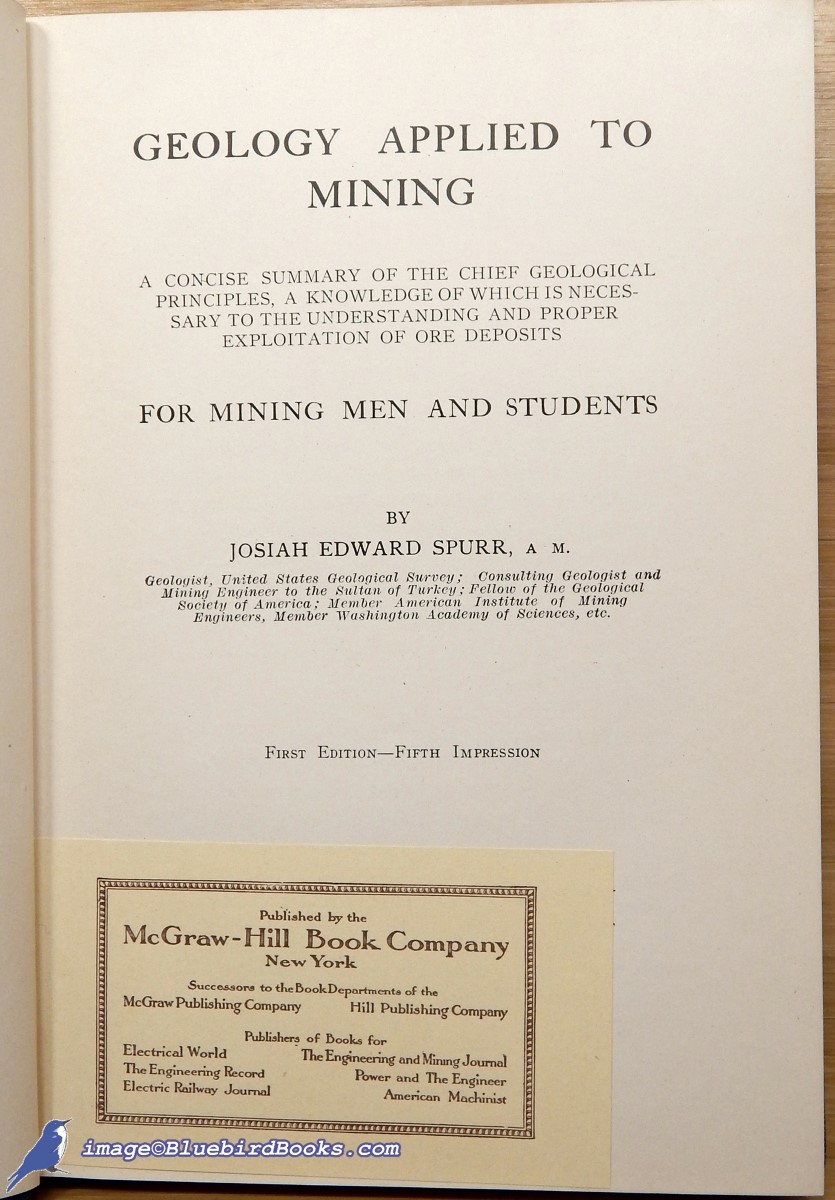 GEOLOGY APPLIED TO
MINING
A CONCISE SUMMARY OF THE CHIEF GEOLOGICAL
PRINCIPLES, A KNOWLEDGE OF WHICH IS NECES-
SARY TO THE UNDERSTANDING AND PROPER
EXPLOITATION OF ORE DEPOSITS
FOR MINING MEN AND STUDENTS
BY
JOSIAH EDWARD SPURR, A M.
Geologist, United States Geological Survey; Consulting Geologist and
Mining Engineer to the Sultan of Turkey; Fellow of the Geological
Society of America; Member American Institute of Mining
Engineers, Member Washington Academy of Sciences, etc.
FIRST EDITION—FIFTH IMPRESSION
Published by the
McGraw-Hill Book Company
New York
Successors to the Book Departments of the
McGraw Publishing Company Hill Publishing Company
Publishers of Books for
Electrical World The Engineering and Mining Journal
The Engineering Record Power and The Engineer
Electric Railway Journal American Machinist
image©BluebirdBooks.com